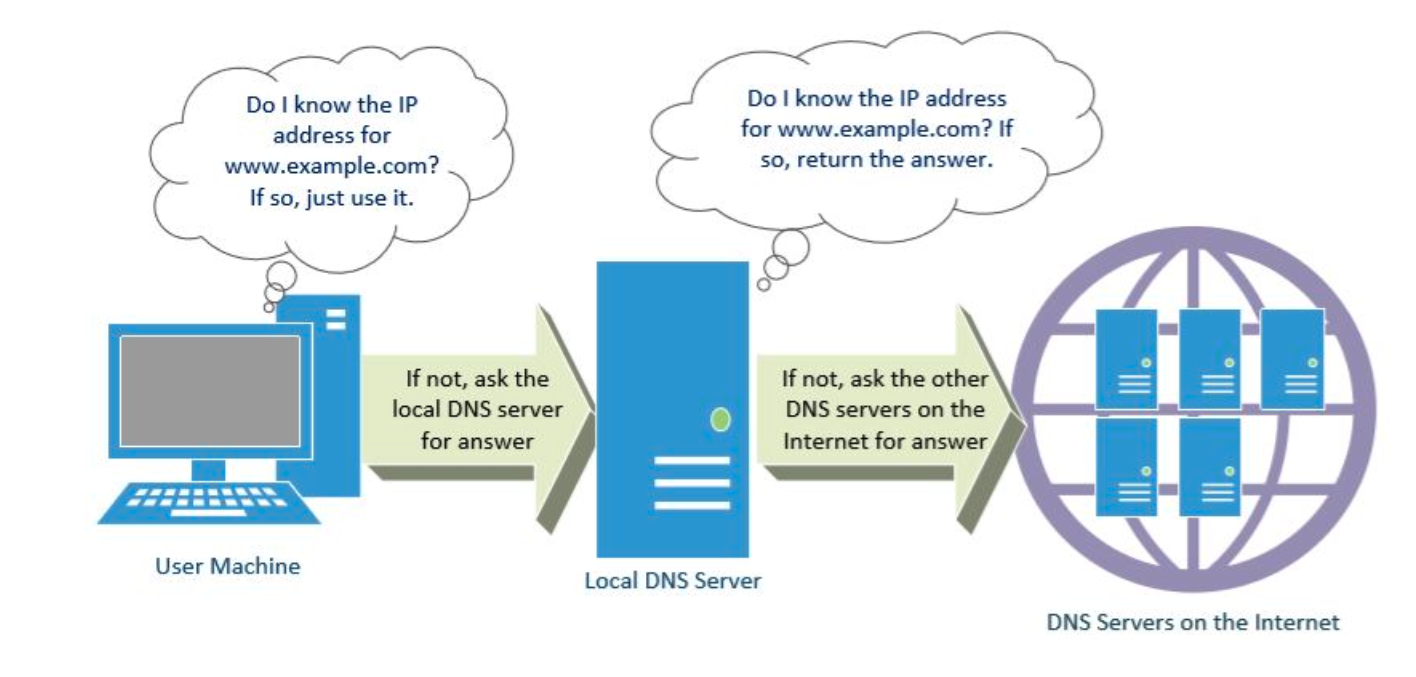 Do I know the IP
address for
www.example.com?
If so, just use it.
Do I know the IP address
for www.example.com? If
so, return the answer.
If not, ask the
local DNS server
for answer
If not, ask the other
DNS servers on the
Internet for answer
User Machine
Local DNS Server
DNS Servers on the Internet